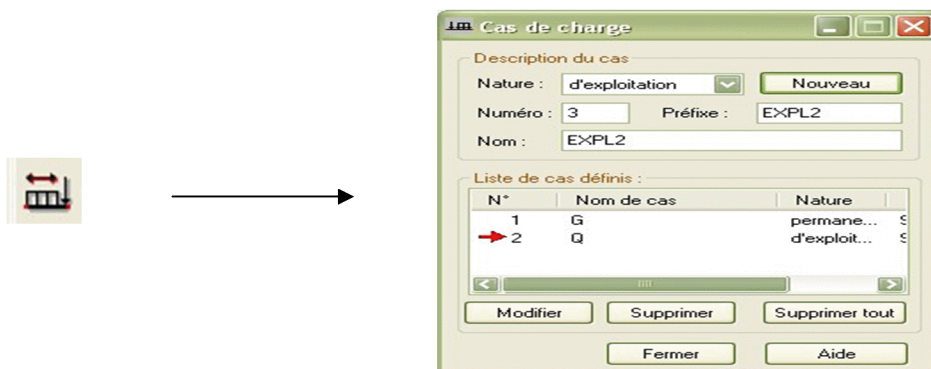 Cas de charge
Description du cas
Nature : d'exploitation Nouveau
Numéro : 3 Préfixe : EXPL2
Nom : EXPL2
Liste de cas définis :
N° Nom de cas Nature
1 G permane... S
2 Q d'exploit... S
Modifier Supprimer Supprimer tout
Fermer Aide